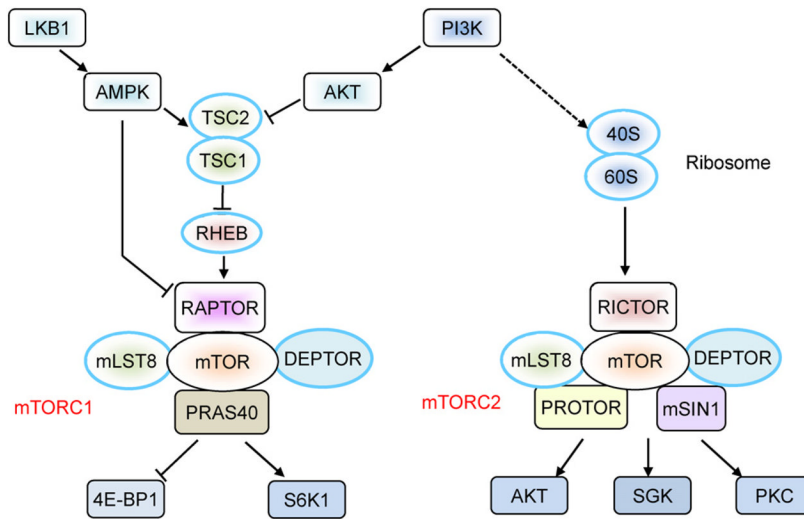 LKB1
PI3K
AMPK
AKT
TSC2
TSC1
40S
60S
Ribosome
RHEB
RAPTOR
RICTOR
mLST8
mTOR
DEPTOR
mLST8
mTOR
DEPTOR
mTORC1
PRAS40
mTORC2
PROTOR
mSIN1
4E-BP1
S6K1
AKT
SGK
PKC